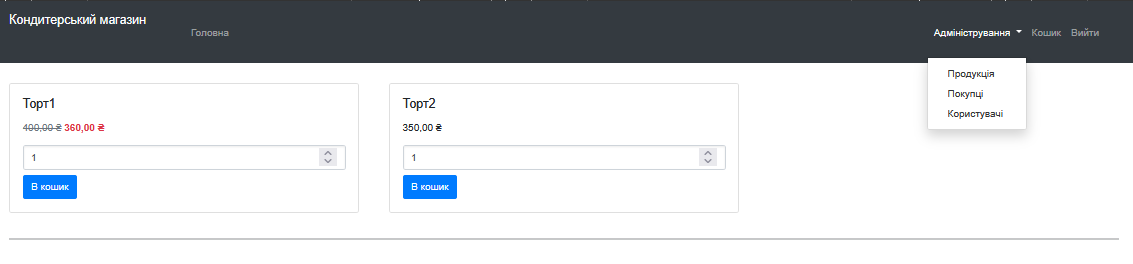 Кондитерський магазин
Головна
Адміністрування Кошик Вийти
Продукція
Покупці
Користувачі
Торт1
400,00 ₴ 360,00 ₴
1
В кошик
Торт2
350,00 ₴
1
В кошик